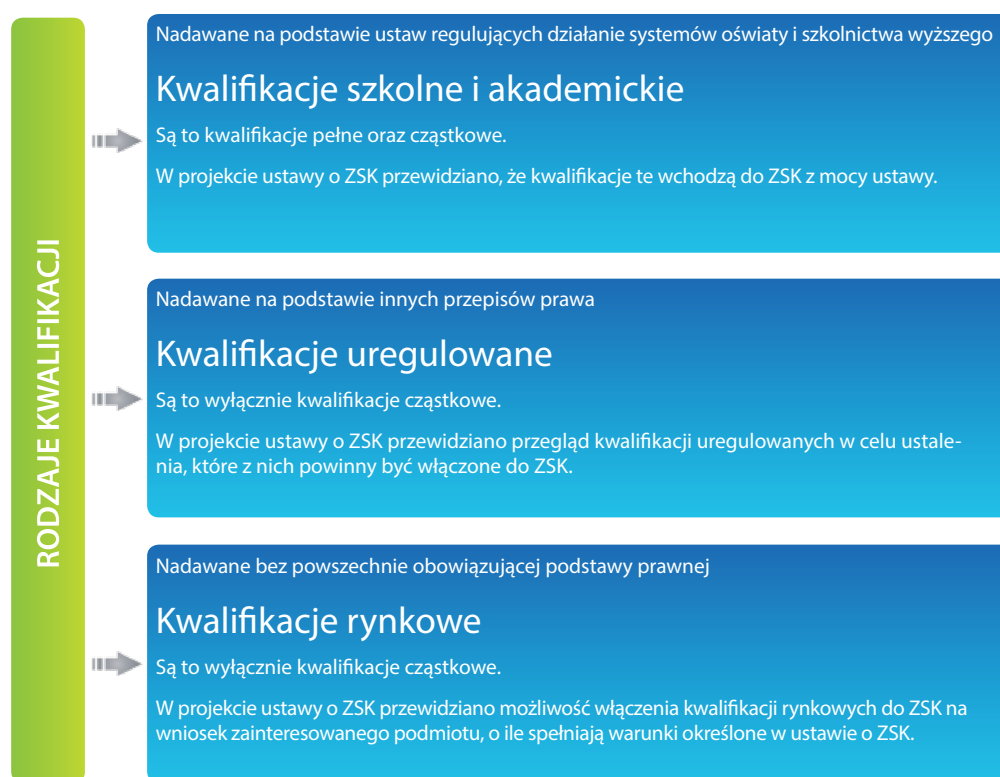 RODZAJE KWALIFIKACJI
Nadawane na podstawie ustaw regulujących działanie systemów oświaty i szkolnictwa wyższego
Kwalifikacje szkolne i akademickie
Są to kwalifikacje pełne oraz cząstkowe.
W projekcie ustawy o ZSK przewidziano, że kwalifikacje te wchodzą do ZSK z mocy ustawy.
Nadawane na podstawie innych przepisów prawa
Kwalifikacje uregulowane
Są to wyłącznie kwalifikacje cząstkowe.
W projekcie ustawy o ZSK przewidziano przegląd kwalifikacji uregulowanych w celu ustale-
nia, które z nich powinny być włączone do ZSK.
Nadawane bez powszechnie obowiązującej podstawy prawnej
Kwalifikacje rynkowe
Są to wyłącznie kwalifikacje cząstkowe.
W projekcie ustawy o ZSK przewidziano możliwość włączenia kwalifikacji rynkowych do ZSK na
wniosek zainteresowanego podmiotu, o ile spełniają warunki określone w ustawie o ZSK.